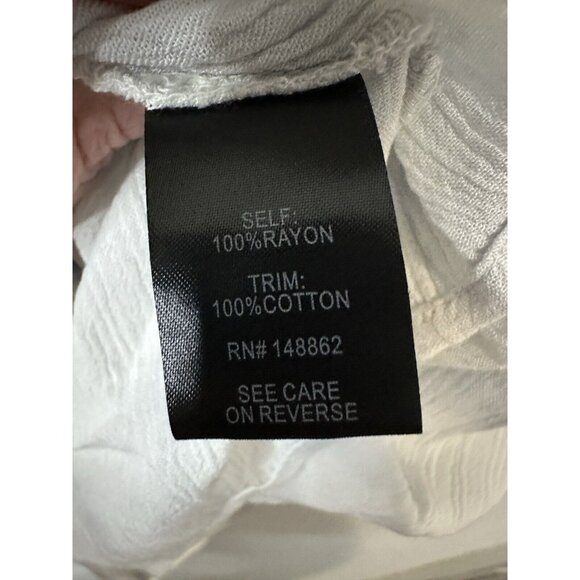 SELF:
100%RAYON
TRIM:
100%COTTON
RN# 148862
SEE CARE
ON REVERSE